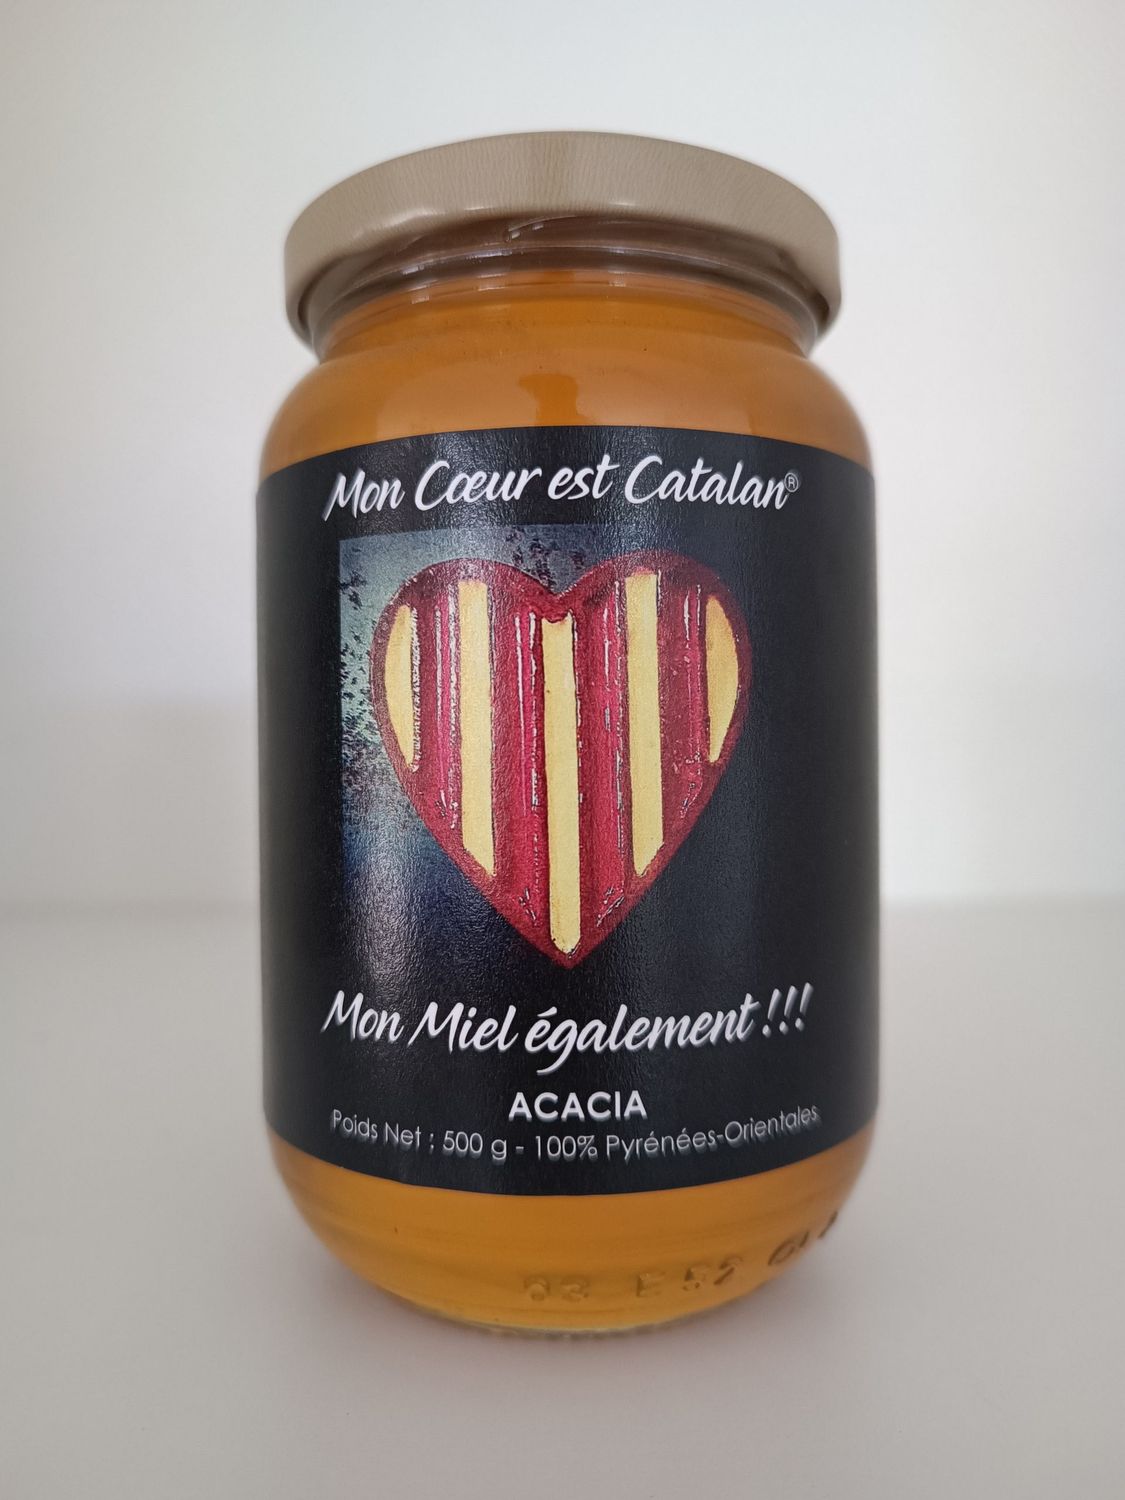 Mon Cœur est Catalan®
Mon Miel également !!!
ACACIA
Poids Net : 500 g - 100% Pyrénées-Orientales